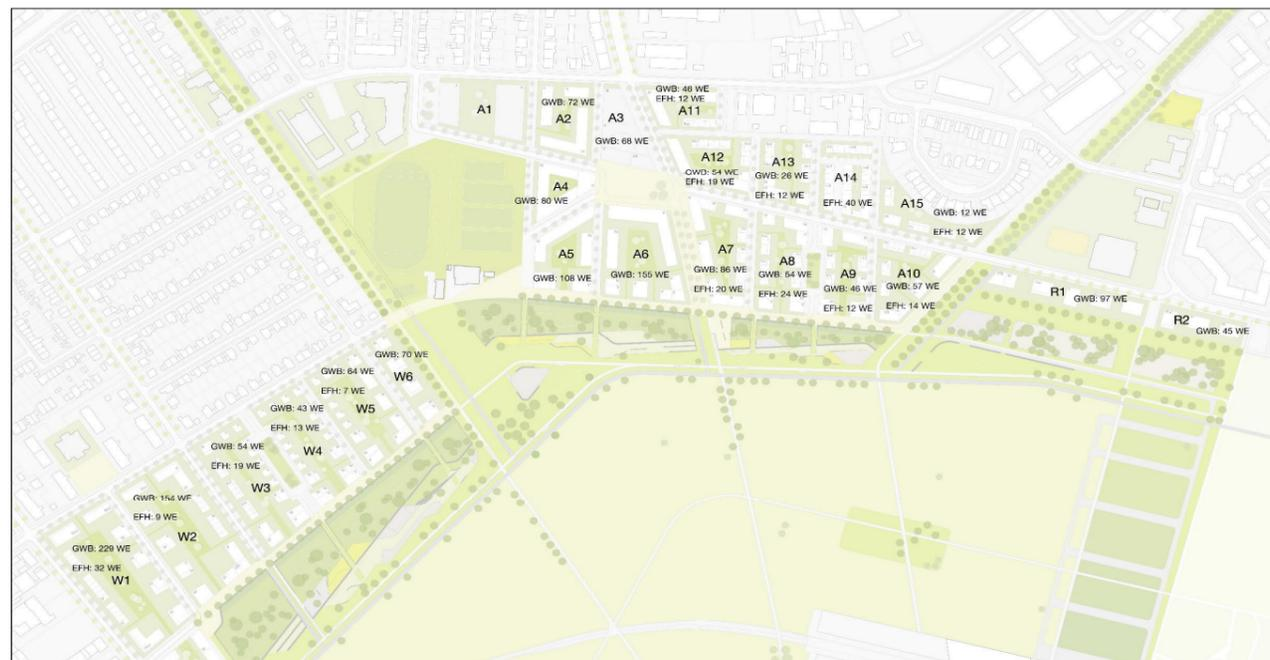 A1
GWB: 72 WE
A2
A3
GWB: 68 WE
GWB: 46 WE
EFH: 12 WE
A11
A12
GWB: 54 WE
EFH: 19 WE
A13
GWB: 26 WE
EFH: 12 WE
A14
EFH: 40 WE
A15
GWB: 12 WE
EFH: 12 WE
A4
GWB: 80 WE
A5
GWB: 108 WE
A6
GWB: 155 WE
A7
GWB: 86 WE
EFH: 20 WE
A8
GWB: 54 WE
EFH: 24 WE
A9
GWB: 46 WE
EFH: 12 WE
A10
GWB: 57 WE
EFH: 14 WE
R1
GWB: 97 WE
R2
GWB: 45 WE
GWB: 70 WE
W6
GWB: 64 WE
EFH: 7 WE
W5
GWB: 43 WE
EFH: 13 WE
W4
GWB: 54 WE
EFH: 19 WE
W3
GWB: 154 WE
EFH: 9 WE
W2
GWB: 229 WE
EFH: 32 WE
W1